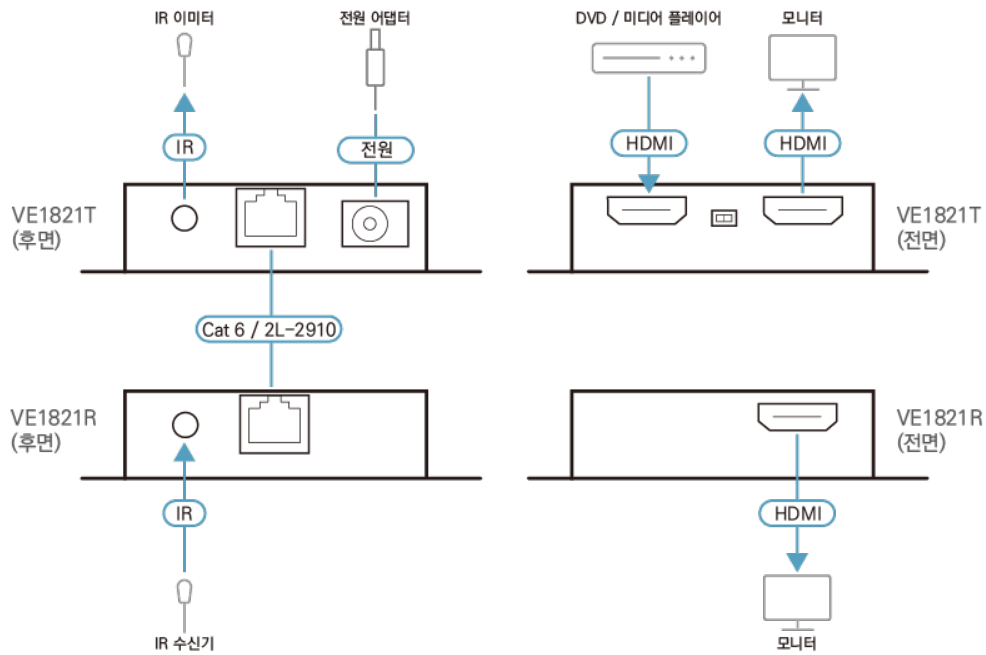 IR 이미터
전원 어댑터
DVD / 미디어 플레이어
모니터
IR
전원
HDMI
HDMI
VE1821T
(후면)
VE1821T
(전면)
Cat 6 / 2L-2910
VE1821R
(후면)
VE1821R
(전면)
IR
HDMI
IR 수신기
모니터